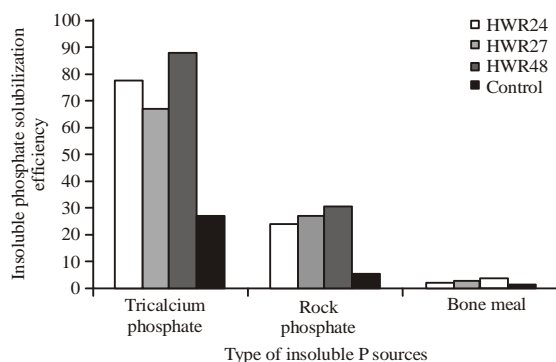 Insoluble phosphate solubilization
efficiency
100
90
80
70
60
50
40
30
20
10
0
HWR24
HWR27
HWR48
Control
Tricalcium
phosphate
Rock
phosphate
Bone meal
Type of insoluble P sources